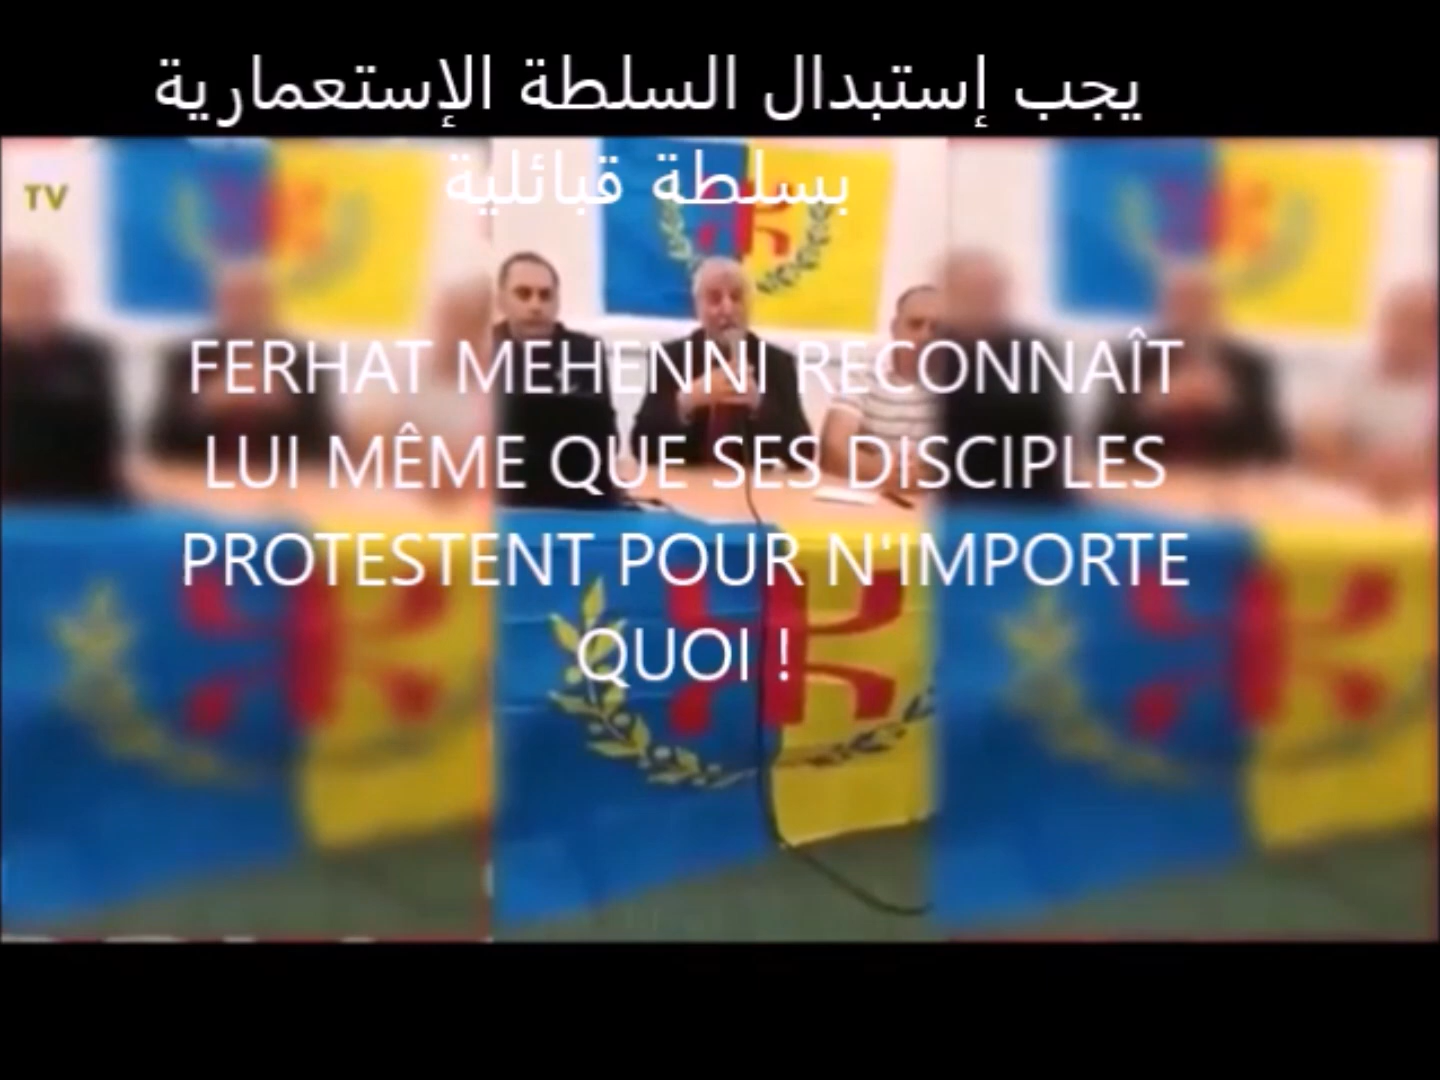 يجب إستبدال السلطة الإستعمارية
بسلطة قبائلية
TV
FERHAT MEHENNI RECONNAÎT
LUI MÊME QUE SES DISCIPLES
PROTESTENT POUR N'IMPORTE
QUOI !